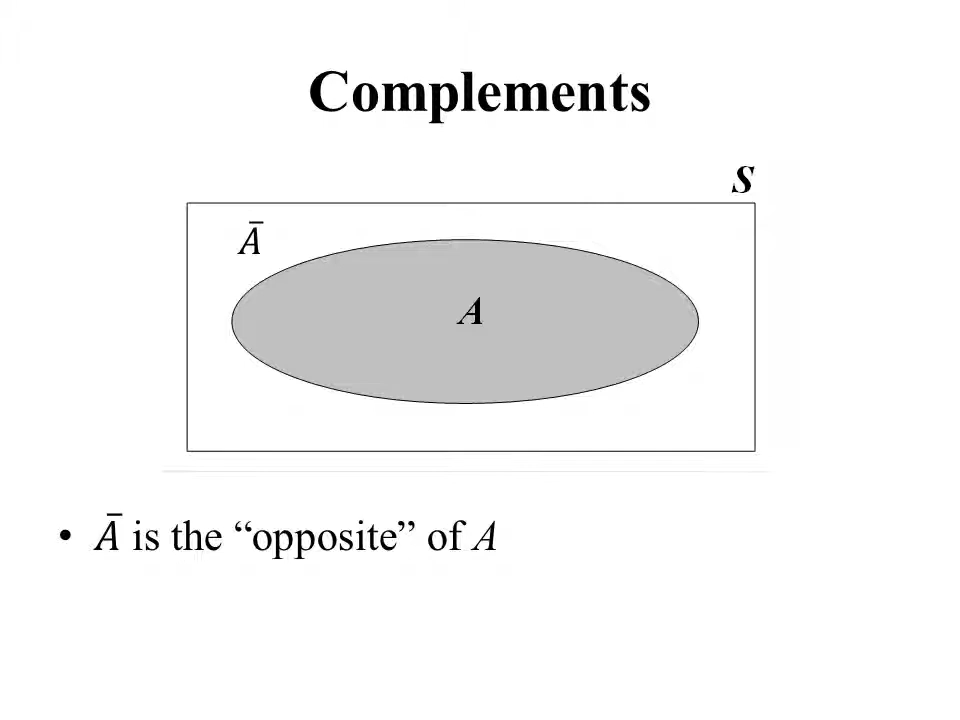 Complements
S
Ā
A
• Ā is the “opposite” of A